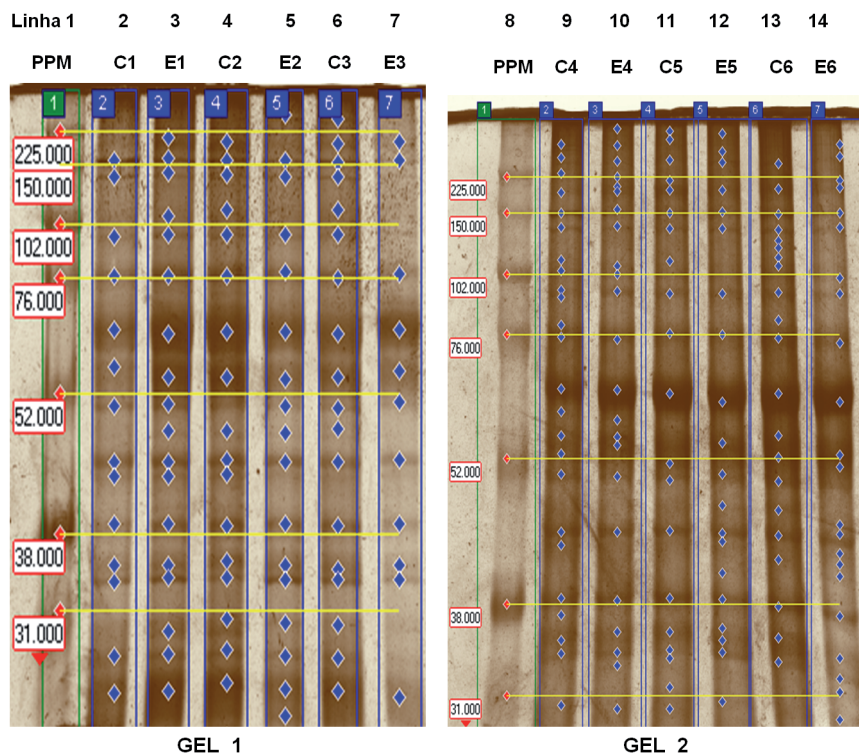 Linha 1 2 3 4 5 6 7
PPM C1 E1 C2 E2 C3 E3
1 2 3 4 5 6 7
225.000
150.000
102.000
76.000
52.000
38.000
31.000
GEL 1
8 9 10 11 12 13 14
PPM C4 E4 C5 E5 C6 E6
1 2 3 4 5 6 7
225.000
150.000
102.000
76.000
52.000
38.000
31.000
GEL 2